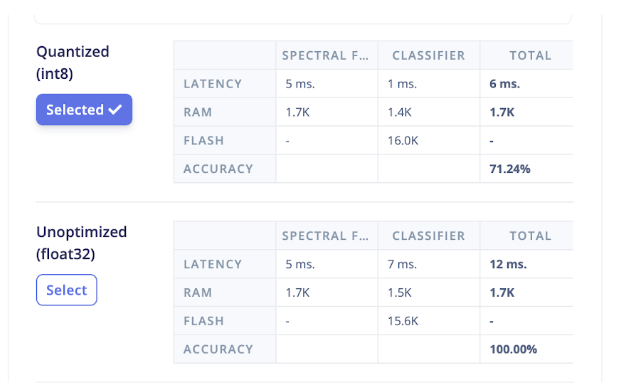 Quantized
(int8)
Selected ✓
SPECTRAL F... CLASSIFIER TOTAL
LATENCY 5 ms. 1 ms. 6 ms.
RAM 1.7K 1.4K 1.7K
FLASH - 16.0K -
ACCURACY 71.24%
Unoptimized
(float32)
Select
SPECTRAL F... CLASSIFIER TOTAL
LATENCY 5 ms. 7 ms. 12 ms.
RAM 1.7K 1.5K 1.7K
FLASH - 15.6K -
ACCURACY 100.00%